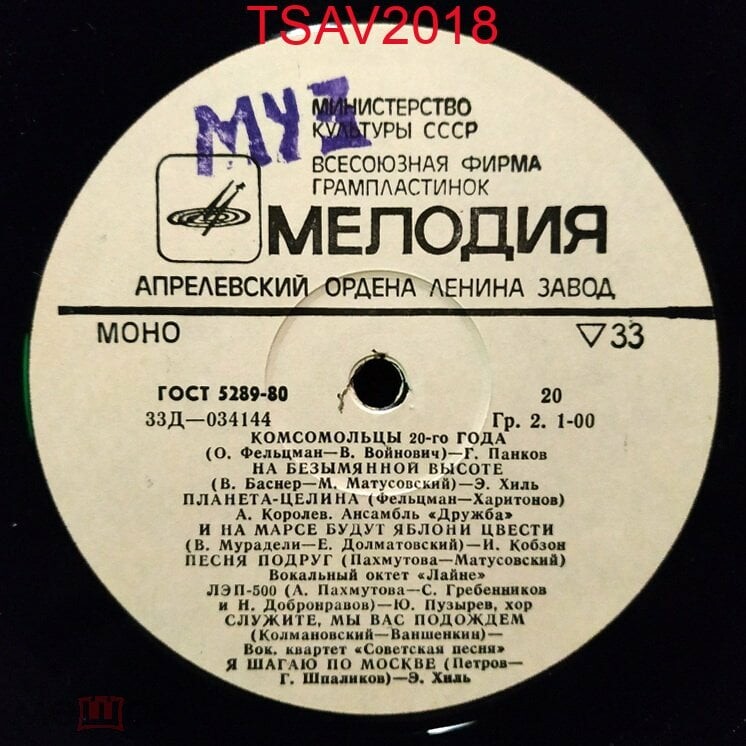 TSAV2018
МУЗ
МИНИСТЕРСТВО
КУЛЬТУРЫ СССР
ВСЕСОЮЗНАЯ ФИРМА
ГРАМПЛАСТИНОК
МЕЛОДИЯ
АПРЕЛЕВСКИЙ ОРДЕНА ЛЕНИНА ЗАВОД
МОНО ▽33
ГОСТ 5289-80 20
33Д—034144 Гр. 2. 1-00
КОМСОМОЛЬЦЫ 20-го ГОДА
(О. Фельцман—В. Войнович)—Г. Панков
НА БЕЗЫМЯННОЙ ВЫСОТЕ
(В. Баснер—М. Матусовский)—Э. Хиль
ПЛАНЕТА-ЦЕЛИНА (Фельцман-Харитонов)
А. Королев. Ансамбль «Дружба»
И НА МАРСЕ БУДУТ ЯБЛОНИ ЦВЕСТИ
(В. Мурадели—Е. Долматовский)—И. Кобзон
ПЕСНЯ ПОДРУГ (Пахмутова—Матусовский)
Вокальный октет «Лайне»
ЛЭП-500 (А. Пахмутова—С. Гребенников
и Н. Добронравов)—Ю. Пузырев, хор
СЛУЖИТЕ, МЫ ВАС ПОДОЖДЕМ
(Колмановский—Ваншенкин)—
Вок. квартет «Советская песня»
Я ШАГАЮ ПО МОСКВЕ (Петров—
Г. Шпаликов)—Э. Хиль